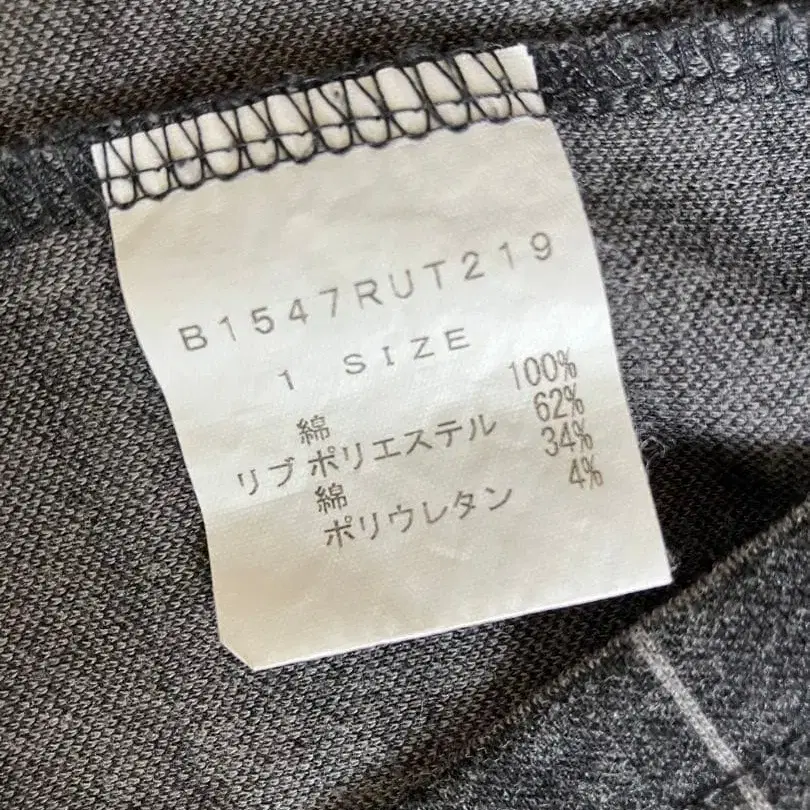 B1547RUT219
1 SIZE
綿 100%
リブ ポリエステル 62%
綿 34%
ポリウレタン 4%